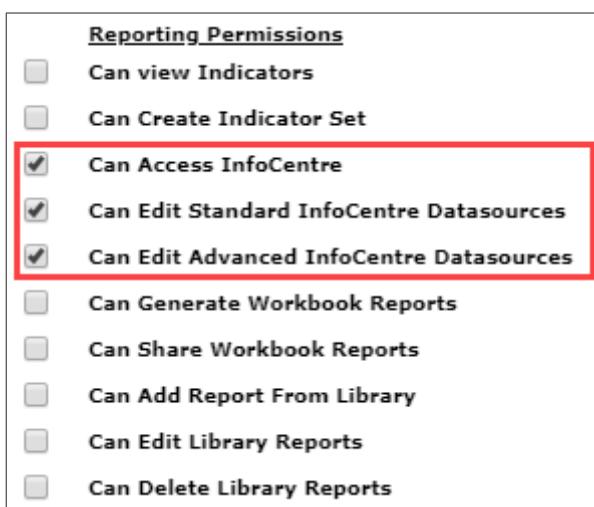 Reporting Permissions
Can view Indicators
Can Create Indicator Set
Can Access InfoCentre
Can Edit Standard InfoCentre Datasources
Can Edit Advanced InfoCentre Datasources
Can Generate Workbook Reports
Can Share Workbook Reports
Can Add Report From Library
Can Edit Library Reports
Can Delete Library Reports